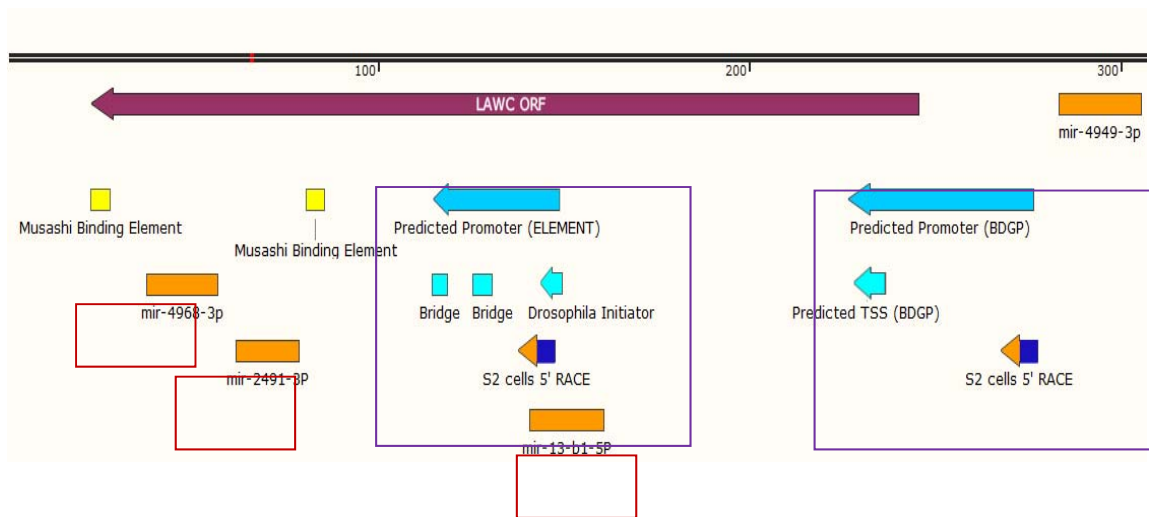 100
200
300
LAWC ORF
mir-4949-3p
Musashi Binding Element
Musashi Binding Element
Predicted Promoter (ELEMENT)
Predicted Promoter (BDGP)
mir-4968-3p
Bridge
Bridge
Drosophila Initiator
Predicted TSS (BDGP)
mir-2491-3P
S2 cells 5' RACE
S2 cells 5' RACE
mir-13-b1-5P